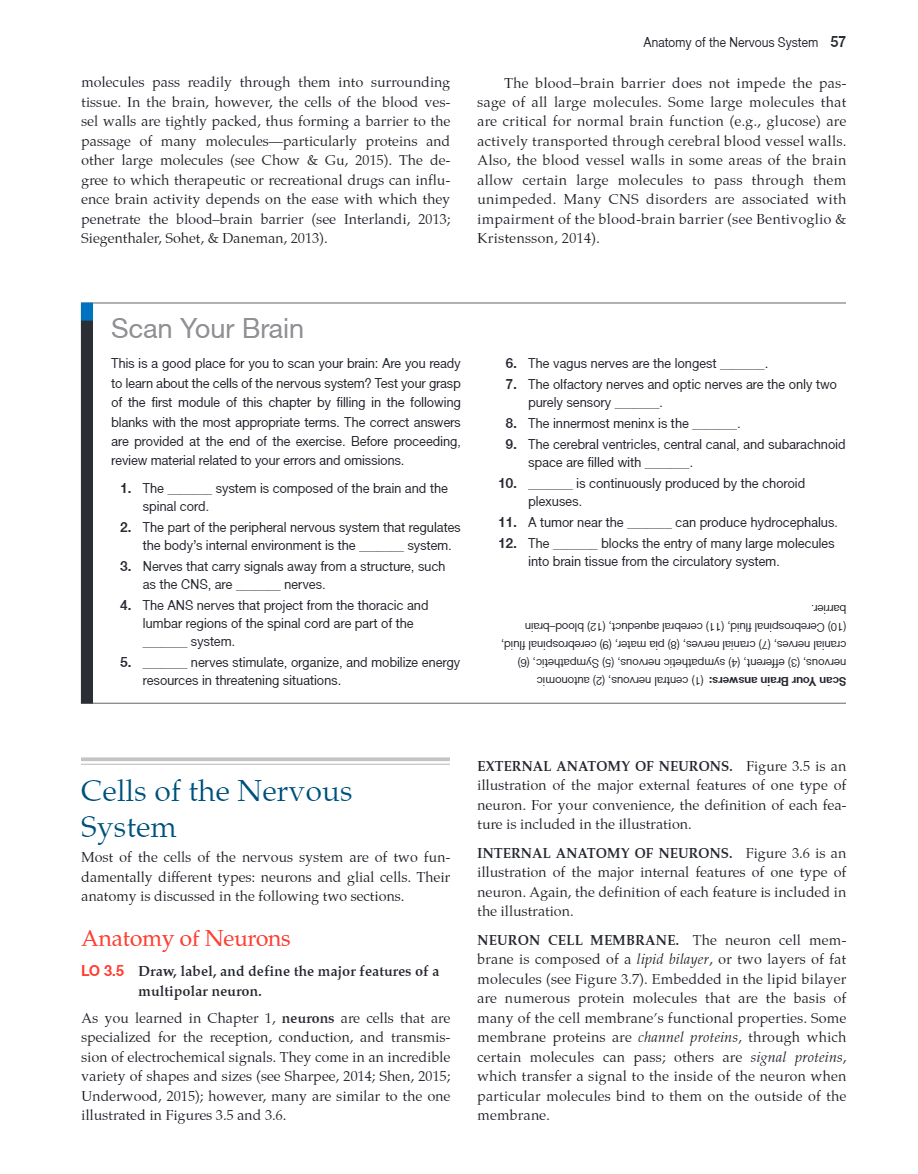 Anatomy of the Nervous System 57
molecules pass readily through them into surrounding
tissue. In the brain, however, the cells of the blood ves-
sel walls are tightly packed, thus forming a barrier to the
passage of many molecules—particularly proteins and
other large molecules (see Chow & Gu, 2015). The de-
gree to which therapeutic or recreational drugs can influ-
ence brain activity depends on the ease with which they
penetrate the blood–brain barrier (see Interlandi, 2013;
Siegenthaler, Sohet, & Daneman, 2013).
The blood–brain barrier does not impede the pas-
sage of all large molecules. Some large molecules that
are critical for normal brain function (e.g., glucose) are
actively transported through cerebral blood vessel walls.
Also, the blood vessel walls in some areas of the brain
allow certain large molecules to pass through them
unimpeded. Many CNS disorders are associated with
impairment of the blood-brain barrier (see Bentivoglio &
Kristensson, 2014).
Scan Your Brain
This is a good place for you to scan your brain: Are you ready
to learn about the cells of the nervous system? Test your grasp
of the first module of this chapter by filling in the following
blanks with the most appropriate terms. The correct answers
are provided at the end of the exercise. Before proceeding,
review material related to your errors and omissions.
1. The ______ system is composed of the brain and the
spinal cord.
2. The part of the peripheral nervous system that regulates
the body's internal environment is the ______ system.
3. Nerves that carry signals away from a structure, such
as the CNS, are ______ nerves.
4. The ANS nerves that project from the thoracic and
lumbar regions of the spinal cord are part of the
______ system.
5. ______ nerves stimulate, organize, and mobilize energy
resources in threatening situations.
6. The vagus nerves are the longest ______.
7. The olfactory nerves and optic nerves are the only two
purely sensory ______.
8. The innermost meninx is the ______.
9. The cerebral ventricles, central canal, and subarachnoid
space are filled with ______.
10. ______ is continuously produced by the choroid
plexuses.
11. A tumor near the ______ can produce hydrocephalus.
12. The ______ blocks the entry of many large molecules
into brain tissue from the circulatory system.
Scan Your Brain answers: (1) central nervous, (2) autonomic
nervous, (3) efferent, (4) sympathetic nervous, (5) Sympathetic, (6)
cranial nerves, (7) cranial nerves, (8) pia mater, (9) cerebrospinal fluid,
(10) Cerebrospinal fluid, (11) cerebral aqueduct, (12) blood–brain
barrier.
Cells of the Nervous
System
Most of the cells of the nervous system are of two fun-
damentally different types: neurons and glial cells. Their
anatomy is discussed in the following two sections.
Anatomy of Neurons
LO 3.5 Draw, label, and define the major features of a
multipolar neuron.
As you learned in Chapter 1, neurons are cells that are
specialized for the reception, conduction, and transmis-
sion of electrochemical signals. They come in an incredible
variety of shapes and sizes (see Sharpee, 2014; Shen, 2015;
Underwood, 2015); however, many are similar to the one
illustrated in Figures 3.5 and 3.6.
EXTERNAL ANATOMY OF NEURONS. Figure 3.5 is an
illustration of the major external features of one type of
neuron. For your convenience, the definition of each fea-
ture is included in the illustration.
INTERNAL ANATOMY OF NEURONS. Figure 3.6 is an
illustration of the major internal features of one type of
neuron. Again, the definition of each feature is included in
the illustration.
NEURON CELL MEMBRANE. The neuron cell mem-
brane is composed of a lipid bilayer, or two layers of fat
molecules (see Figure 3.7). Embedded in the lipid bilayer
are numerous protein molecules that are the basis of
many of the cell membrane's functional properties. Some
membrane proteins are channel proteins, through which
certain molecules can pass; others are signal proteins,
which transfer a signal to the inside of the neuron when
particular molecules bind to them on the outside of the
membrane.